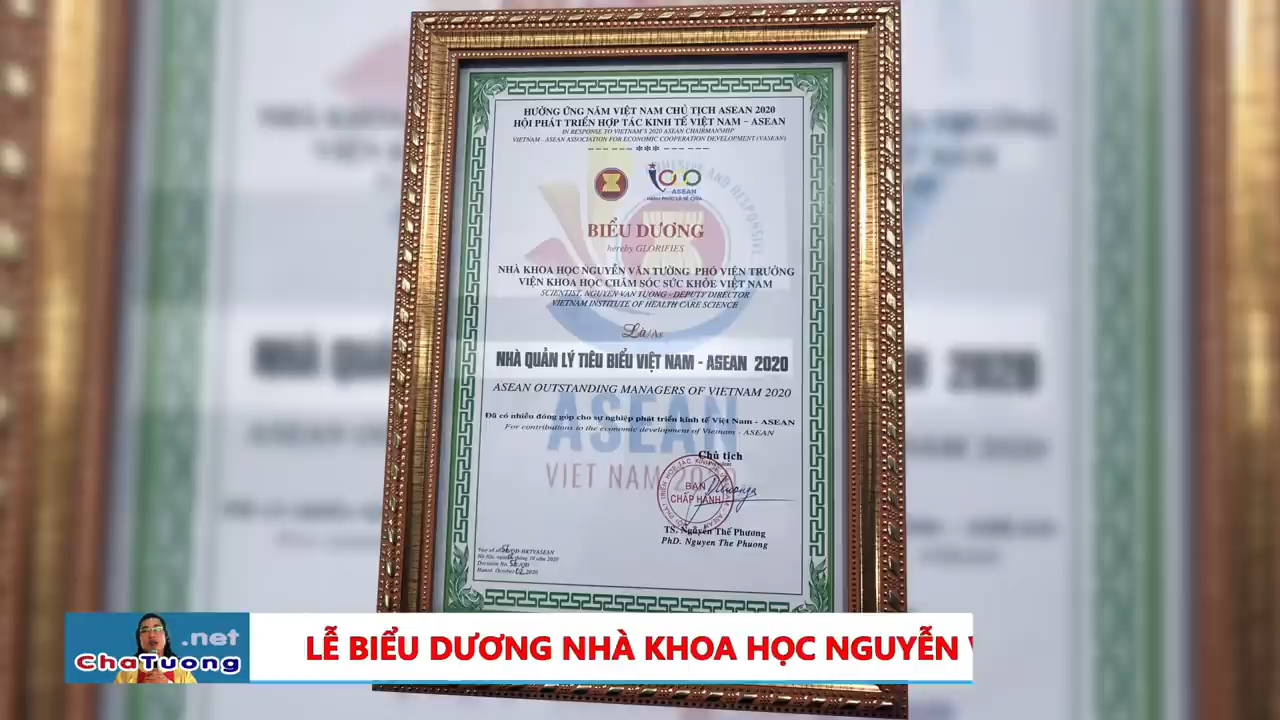 HƯỞNG ỨNG NĂM VIỆT NAM CHỦ TỊCH ASEAN 2020
HỘI PHÁT TRIỂN HỢP TÁC KINH TẾ VIỆT NAM – ASEAN
IN RESPONSE TO VIETNAM'S 2020 ASEAN CHAIRMANSHIP
VIETNAM - ASEAN ASSOCIATION FOR ECONOMIC COOPERATION DEVELOPMENT (VASEAN)
ASEAN
BIỂU DƯƠNG
hereby GLORIFIES
NHÀ KHOA HỌC NGUYỄN VĂN TƯỜNG PHÓ VIỆN TRƯỞNG
VIỆN KHOA HỌC CHĂM SÓC SỨC KHỎE VIỆT NAM
SCIENTIST. NGUYEN VAN TUONG - DEPUTY DIRECTOR
VIETNAM INSTITUTE OF HEALTH CARE SCIENCE
Là/As
NHÀ QUẢN LÝ TIÊU BIỂU VIỆT NAM - ASEAN 2020
ASEAN OUTSTANDING MANAGERS OF VIETNAM 2020
Đã có nhiều đóng góp cho sự nghiệp phát triển kinh tế Việt Nam - ASEAN
For contributions to the economic development of Vietnam - ASEAN
ASEAN
VIET NAM
Chủ tịch
BAN
CHẤP HÀNH
TS. Nguyễn Thế Phương
PhD. Nguyen The Phuong
.net
ChaTuong
LỄ BIỂU DƯƠNG NHÀ KHOA HỌC NGUYỄN